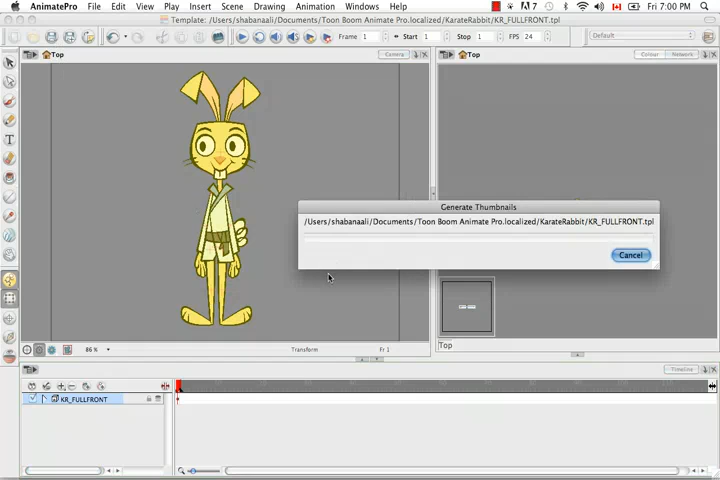 AnimatePro File Edit View Play Insert Scene Drawing Animation Windows Help 7 Fri 7:00 PM
Template: /Users/shabanaali/Documents/Toon Boom Animate Pro.localized/KarateRabbit/KR_FULLFRONT.tpl
Frame 1 Start 1 Stop 1 FPS 24 Default
Top Camera
Top Colour Network
T
Generate Thumbnails
/Users/shabanaali/Documents/Toon Boom Animate Pro.localized/KarateRabbit/KR_FULLFRONT.tpl
Cancel
Top
86 % Transform Fr 1
Timeline
KR_FULLFRONT